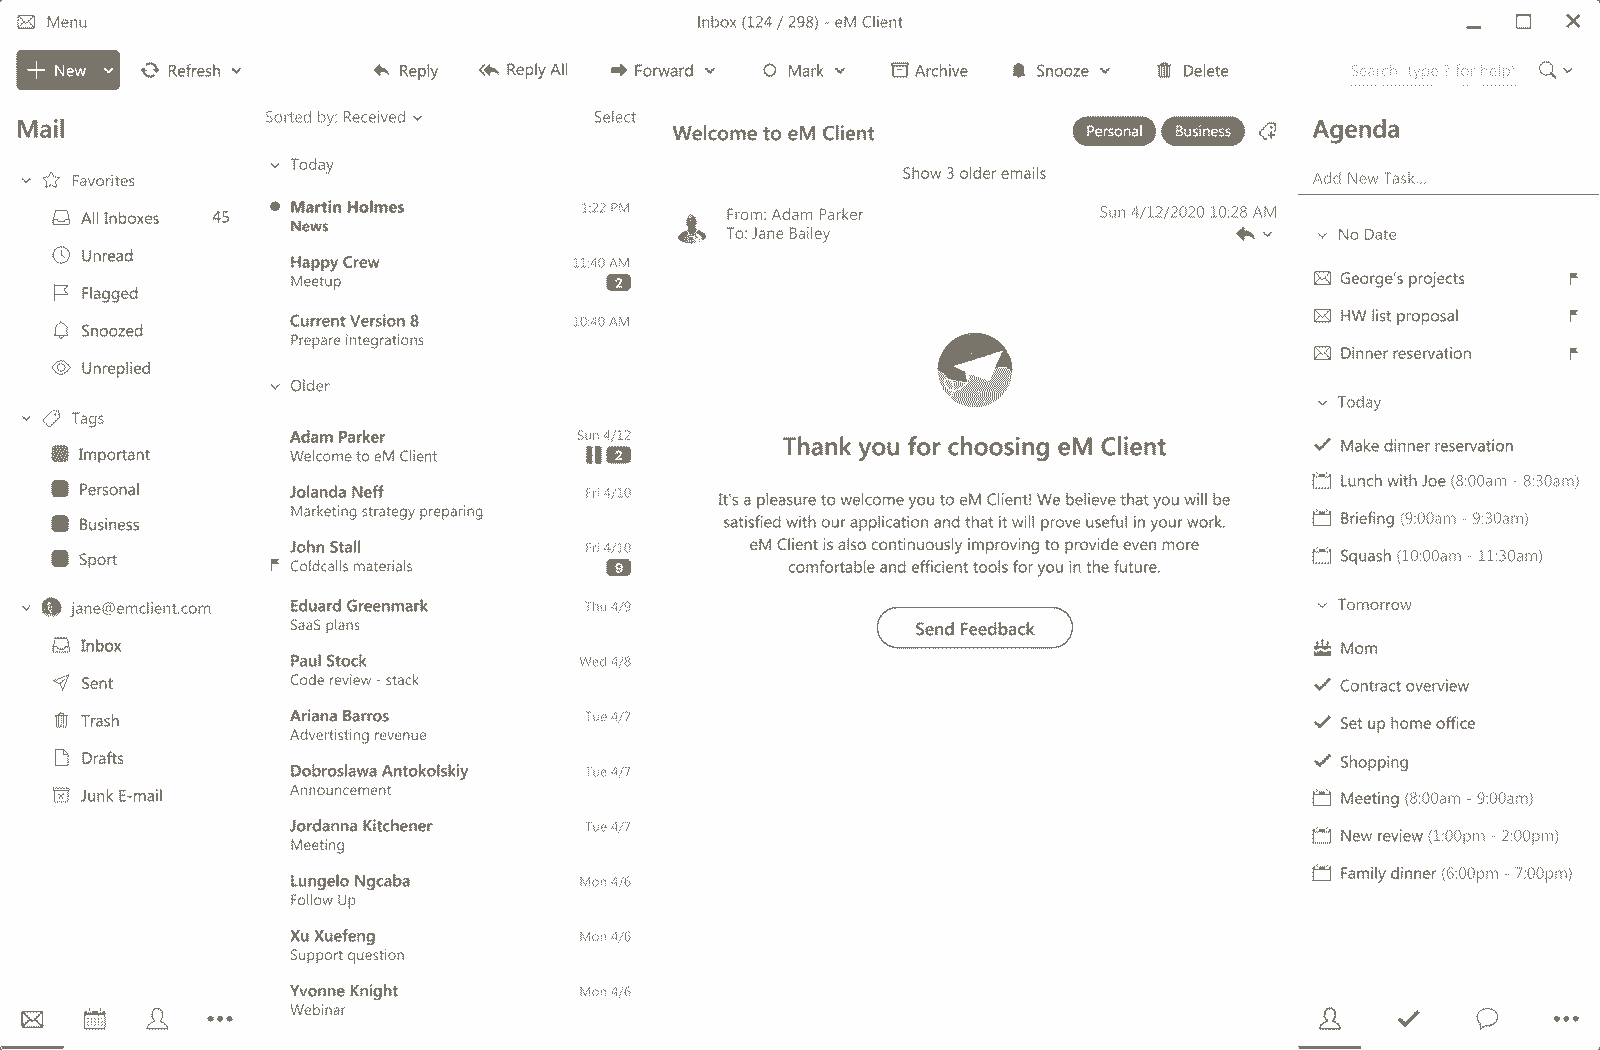 Menu
Inbox (124 / 298) - eM Client
New
Refresh
Reply
Reply All
Forward
Mark
Archive
Snooze
Delete
Search (type ? for help)
Mail
Favorites
All Inboxes 45
Unread
Flagged
Snoozed
Unreplied
Tags
Important
Personal
Business
Sport
jane@emclient.com
Inbox
Sent
Trash
Drafts
Junk E-mail
Sorted by: Received
Select
Today
Martin Holmes 1:22 PM
News
Happy Crew 11:40 AM
Meetup 2
Current Version 8 10:40 AM
Prepare integrations
Older
Adam Parker Sun 4/12
Welcome to eM Client 2
Jolanda Neff Fri 4/10
Marketing strategy preparing
John Stall Fri 4/10
Coldcalls materials 9
Eduard Greenmark Thu 4/9
SaaS plans
Paul Stock Wed 4/8
Code review - stack
Ariana Barros Tue 4/7
Advertisting revenue
Dobroslawa Antokolskiy Tue 4/7
Announcement
Jordanna Kitchener Tue 4/7
Meeting
Lungelo Ngcaba Mon 4/6
Follow Up
Xu Xuefeng Mon 4/6
Support question
Yvonne Knight Mon 4/6
Webinar
Welcome to eM Client
Personal
Business
Show 3 older emails
From: Adam Parker
To: Jane Bailey
Sun 4/12/2020 10:28 AM
Thank you for choosing eM Client
It's a pleasure to welcome you to eM Client! We believe that you will be
satisfied with our application and that it will prove useful in your work.
eM Client is also continuously improving to provide even more
comfortable and efficient tools for you in the future.
Send Feedback
Agenda
Add New Task...
No Date
George's projects
HW list proposal
Dinner reservation
Today
Make dinner reservation
Lunch with Joe (8:00am - 8:30am)
Briefing (9:00am - 9:30am)
Squash (10:00am - 11:30am)
Tomorrow
Mom
Contract overview
Set up home office
Shopping
Meeting (8:00am - 9:00am)
New review (1:00pm - 2:00pm)
Family dinner (6:00pm - 7:00pm)